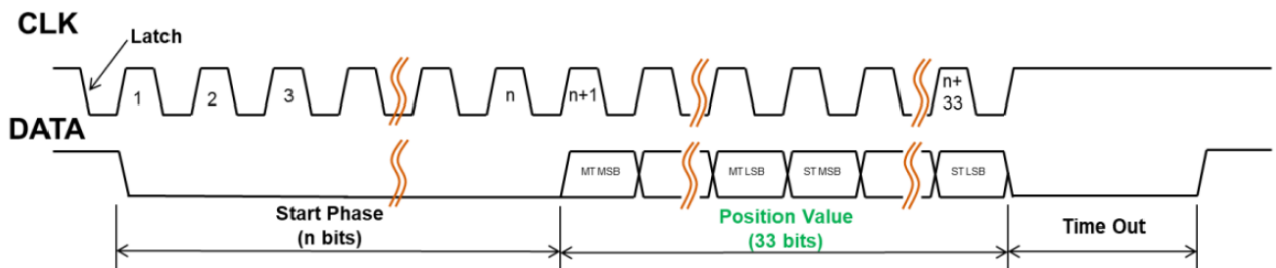 CLK
Latch
1
2
3
n
n+1
n+
33
DATA
MT MSB
MT LSB
ST MSB
ST LSB
Start Phase
(n bits)
Position Value
(33 bits)
Time Out